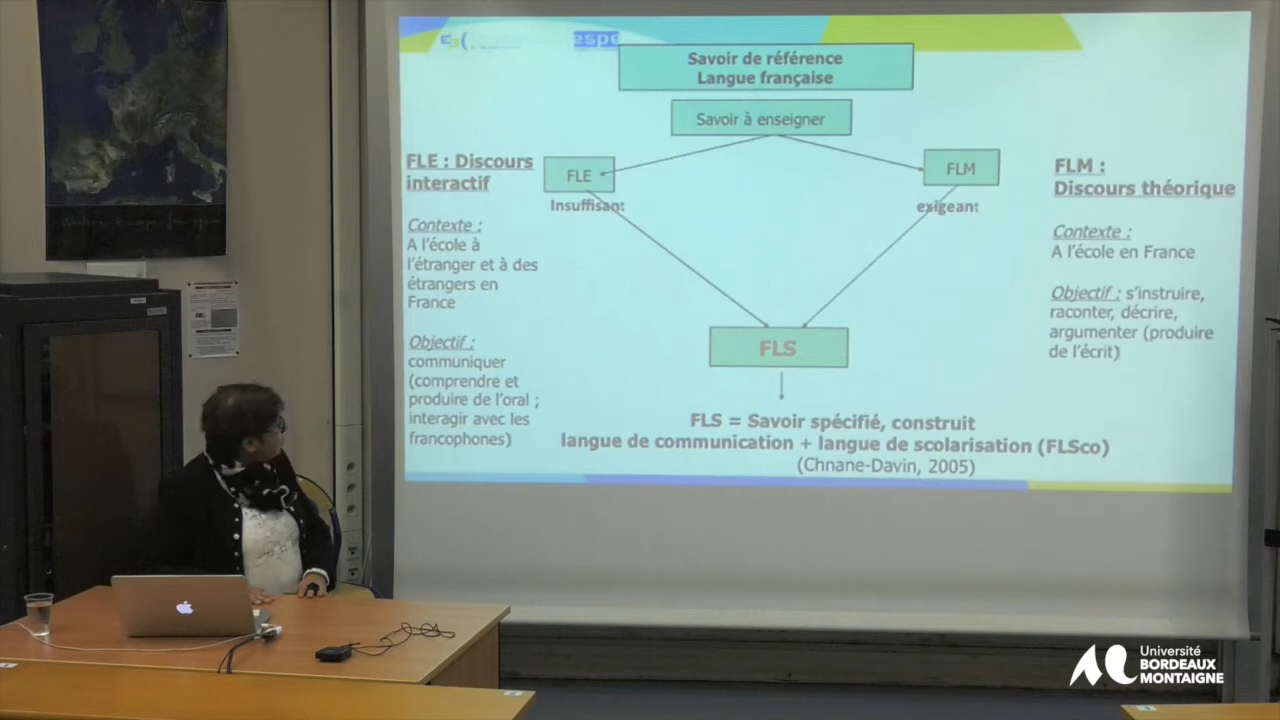 espe
Savoir de référence
Langue française
Savoir à enseigner
FLE : Discours
interactif
FLE
Insuffisant
FLM
exigeant
FLM :
Discours théorique
Contexte :
A l'école à
l'étranger et à des
étrangers en
France
Objectif :
communiquer
(comprendre et
produire de l'oral ;
interagir avec les
francophones)
Contexte :
A l'école en France
Objectif : s'instruire,
raconter, décrire,
argumenter (produire
de l'écrit)
FLS
FLS = Savoir spécifié, construit
langue de communication + langue de scolarisation (FLSco)
(Chnane-Davin, 2005)
Université
BORDEAUX
MONTAIGNE